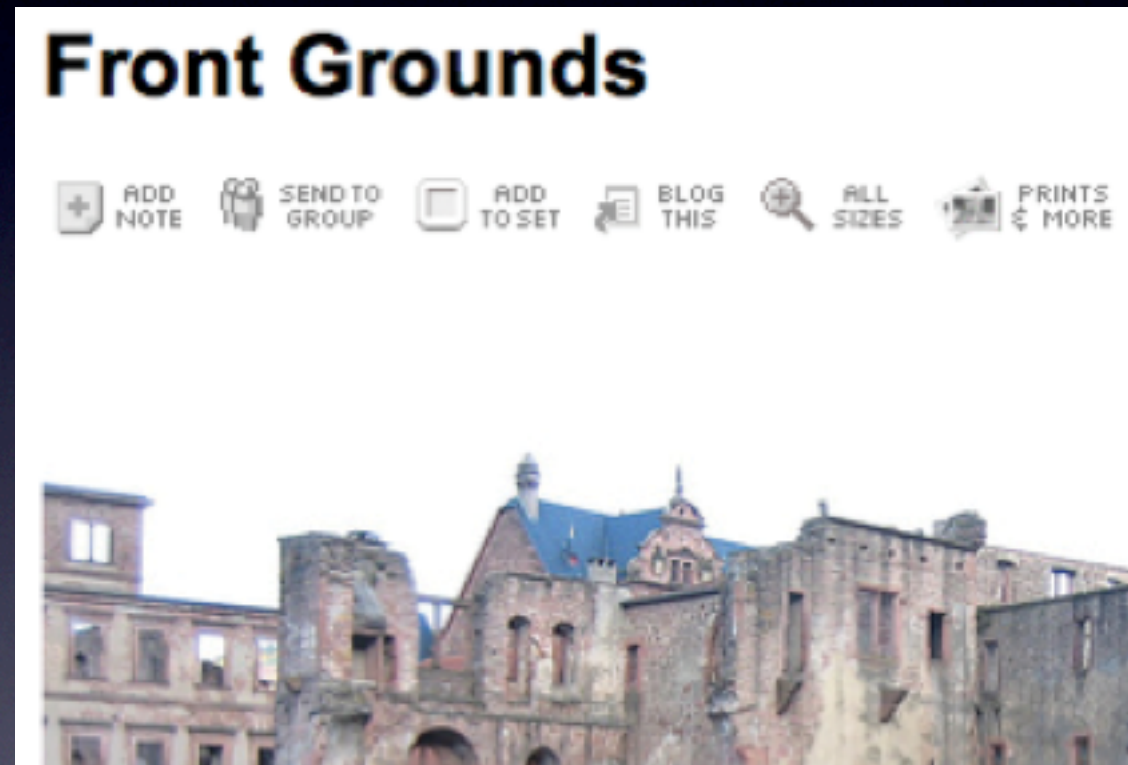 Front Grounds
ADD NOTE
SEND TO GROUP
ADD TO SET
BLOG THIS
ALL SIZES
PRINTS & MORE